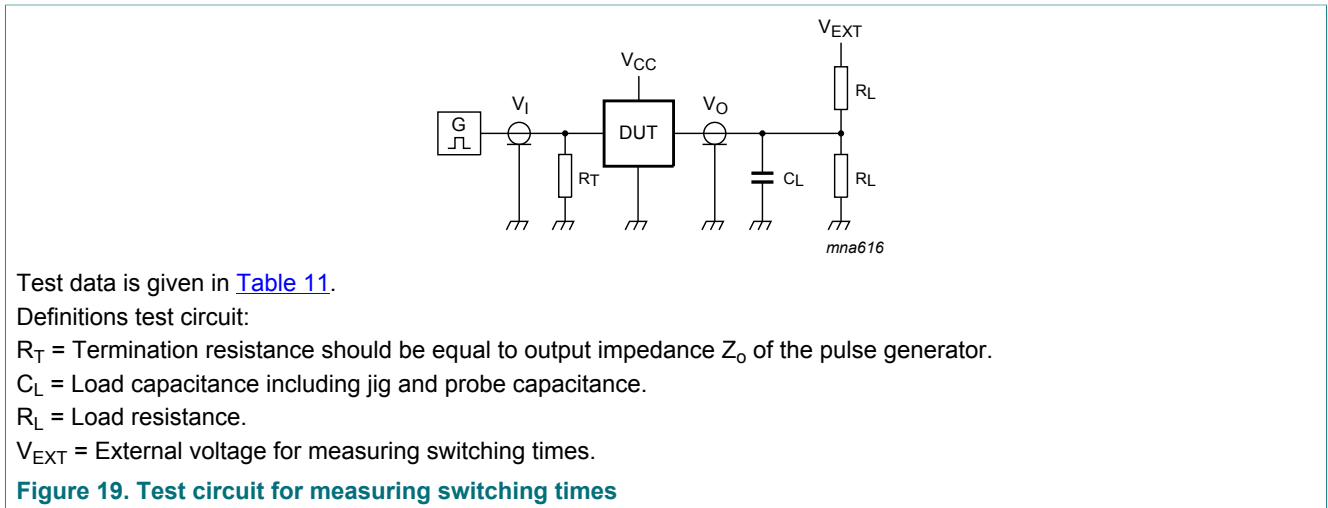 VEXT
VCC
RL
VI
VO
G
DUT
RT
CL
RL
mna616
Test data is given in Table 11.
Definitions test circuit:
RT = Termination resistance should be equal to output impedance Zo of the pulse generator.
CL = Load capacitance including jig and probe capacitance.
RL = Load resistance.
VEXT = External voltage for measuring switching times.
Figure 19. Test circuit for measuring switching times